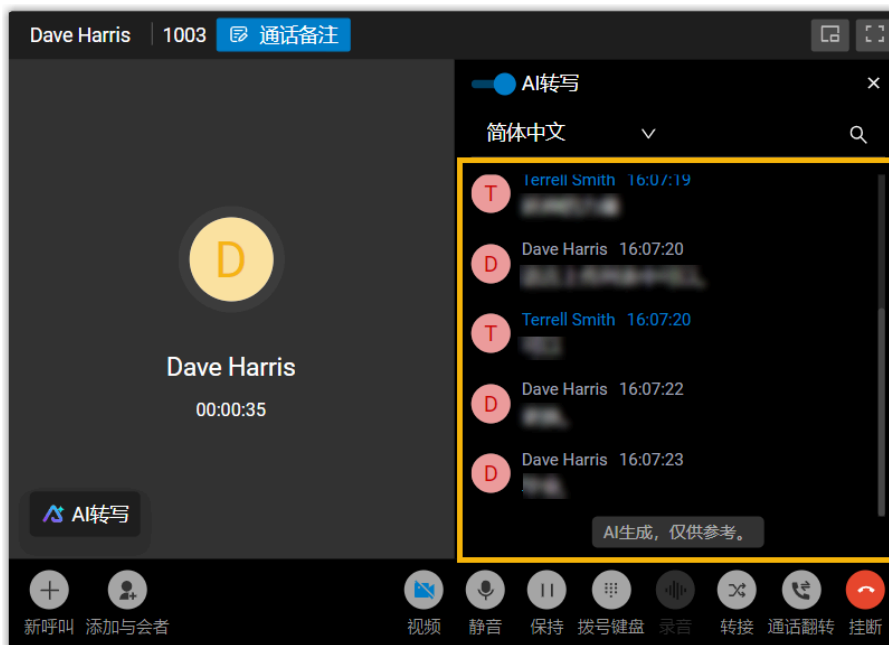 Dave Harris 1003 通话备注
AI转写
简体中文
T Terrell Smith 16:07:19
D Dave Harris 16:07:20
T Terrell Smith 16:07:20
D Dave Harris 16:07:22
D Dave Harris 16:07:23
AI生成，仅供参考。
D
Dave Harris
00:00:35
AI转写
新呼叫 添加与会者 视频 静音 保持 拨号键盘 录音 转接 通话翻转 挂断